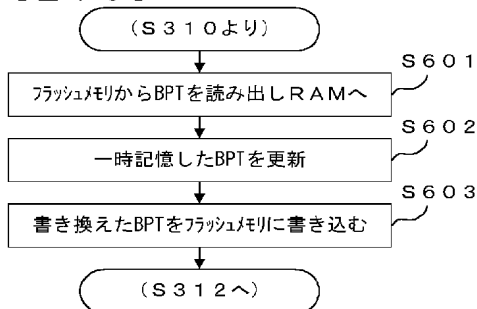 (S310より)
S601
フラッシュメモリからBPTを読み出しRAMへ
S602
一時記憶したBPTを更新
S603
書き換えたBPTをフラッシュメモリに書き込む
(S312へ)